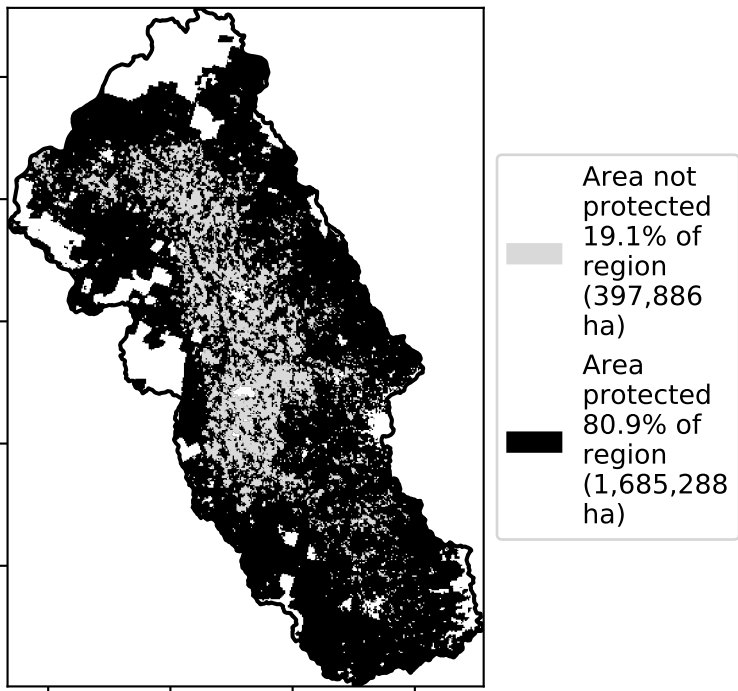 Area not
protected
19.1% of
region
(397,886
ha)
Area
protected
80.9% of
region
(1,685,288
ha)